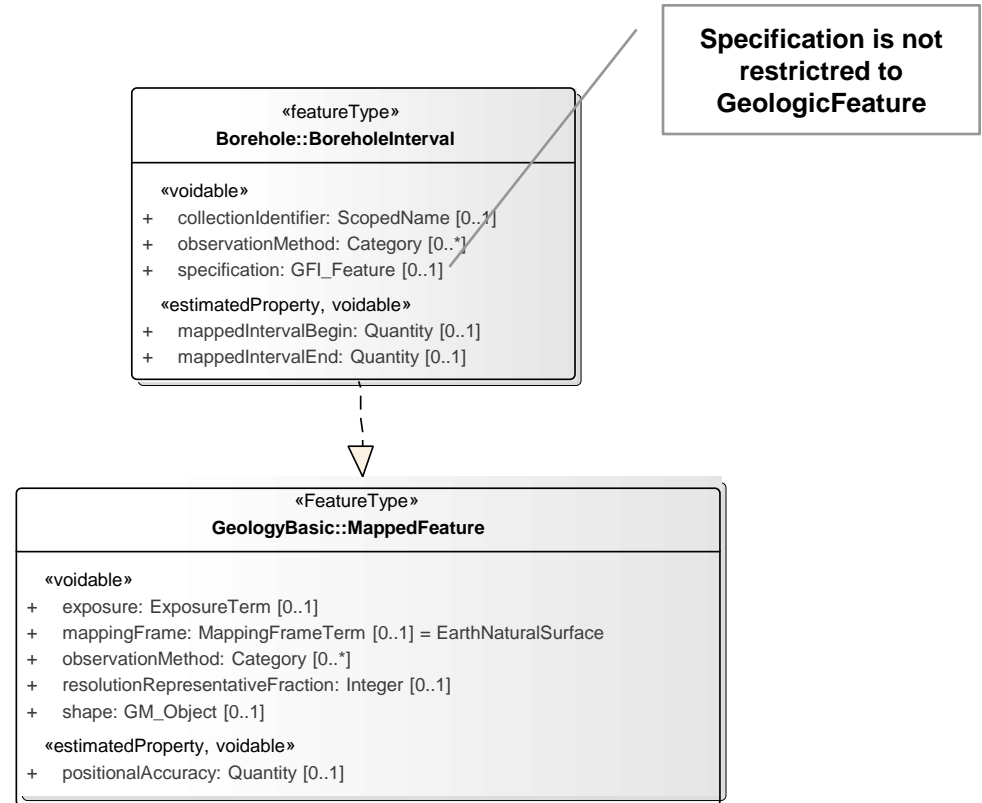 Specification is not
restrictred to
GeologicFeature
«featureType»
Borehole::BoreholeInterval
«voidable»
+ collectionIdentifier: ScopedName [0..1]
+ observationMethod: Category [0..*]
+ specification: GFI_Feature [0..1]
«estimatedProperty, voidable»
+ mappedIntervalBegin: Quantity [0..1]
+ mappedIntervalEnd: Quantity [0..1]
«FeatureType»
GeologyBasic::MappedFeature
«voidable»
+ exposure: ExposureTerm [0..1]
+ mappingFrame: MappingFrameTerm [0..1] = EarthNaturalSurface
+ observationMethod: Category [0..*]
+ resolutionRepresentativeFraction: Integer [0..1]
+ shape: GM_Object [0..1]
«estimatedProperty, voidable»
+ positionalAccuracy: Quantity [0..1]